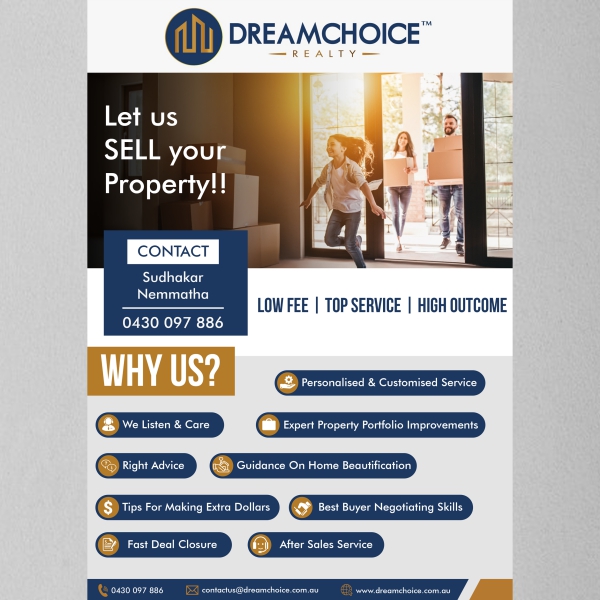 DREAMCHOICE™
REALTY
Let us
SELL your
Property!!
CONTACT
Sudhakar
Nemmatha
0430 097 886
LOW FEE | TOP SERVICE | HIGH OUTCOME
WHY US?
Personalised & Customised Service
We Listen & Care
Expert Property Portfolio Improvements
Right Advice
Guidance On Home Beautification
Tips For Making Extra Dollars
Best Buyer Negotiating Skills
Fast Deal Closure
After Sales Service
0430 097 886
contactus@dreamchoice.com.au
www.dreamchoice.com.au